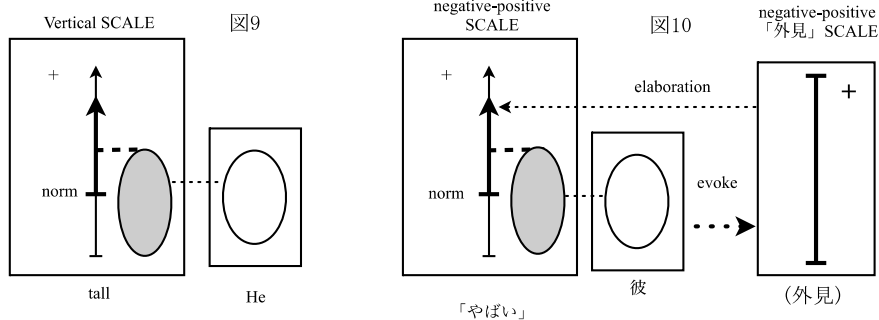 Vertical SCALE
図9
+
norm
tall
He
negative-positive
SCALE
図10
+
norm
「やばい」
彼
elaboration
evoke
negative-positive
「外見」SCALE
+
（外見）